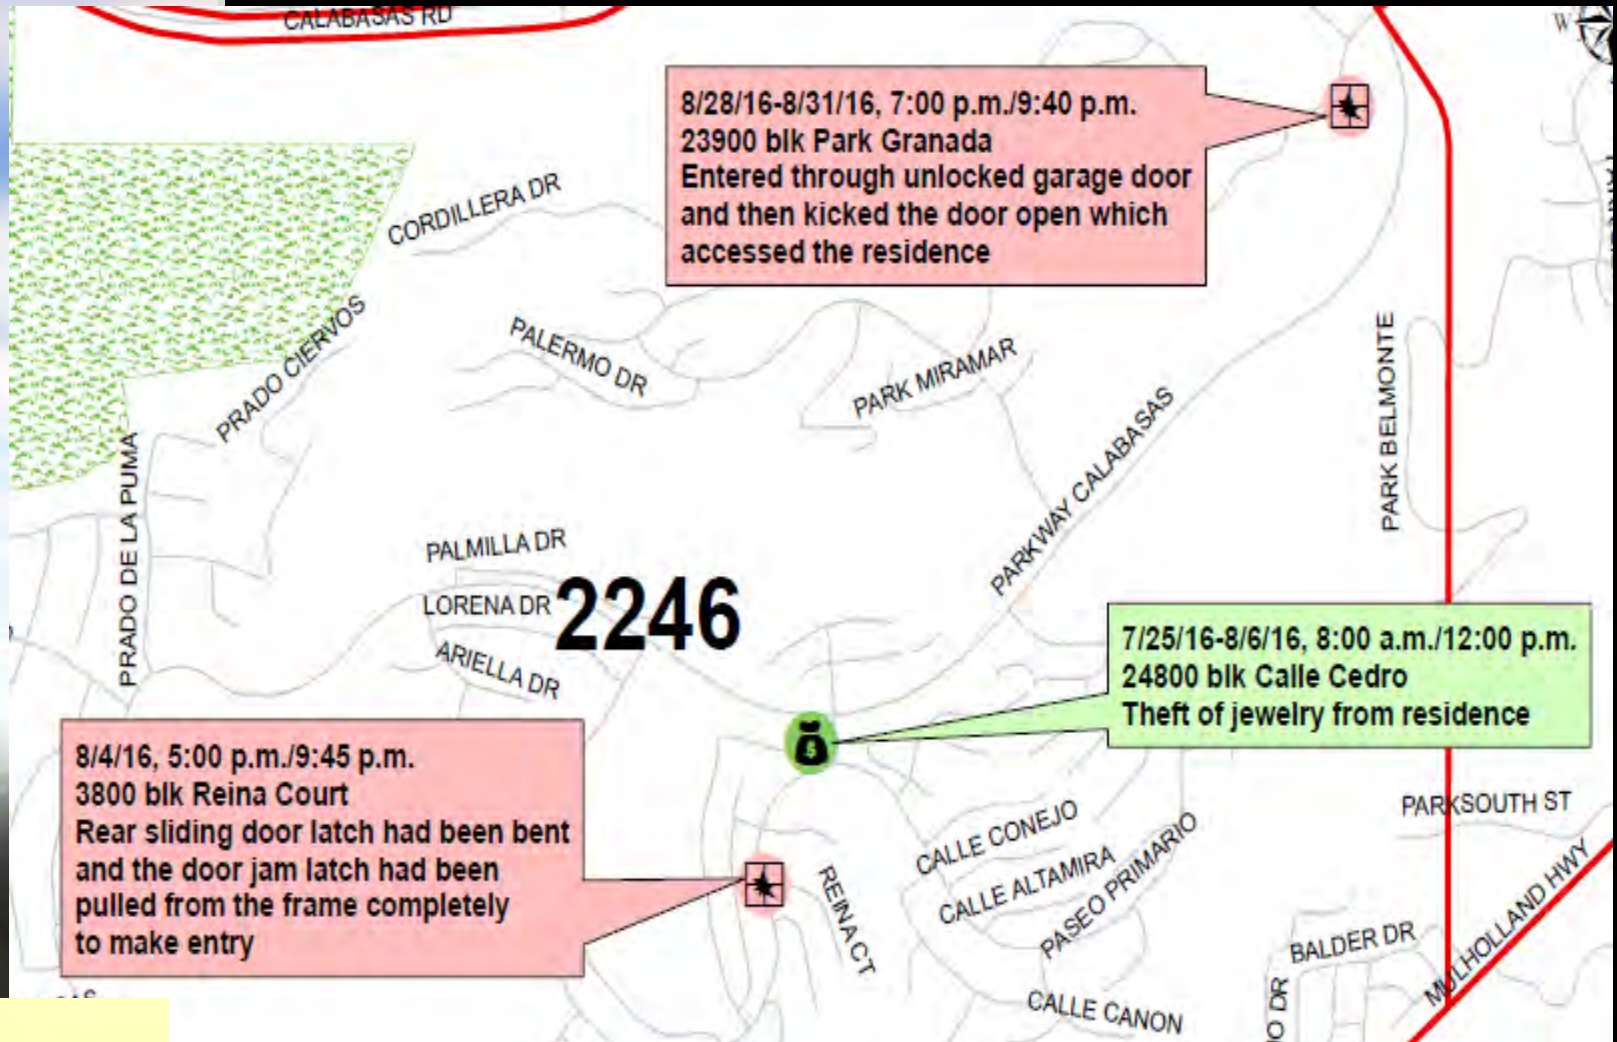 CALABASAS RD
W
8/28/16-8/31/16, 7:00 p.m./9:40 p.m.
23900 blk Park Granada
Entered through unlocked garage door
and then kicked the door open which
accessed the residence
CORDILLERA DR
PRADO CIERVOS
PALERMO DR
PARK MIRAMAR
PARK BELMONTE
PARKWAY CALABASAS
PRADO DE LA PUMA
PALMILLA DR
LORENA DR
2246
ARIELLA DR
7/25/16-8/6/16, 8:00 a.m./12:00 p.m.
24800 blk Calle Cedro
Theft of jewelry from residence
8/4/16, 5:00 p.m./9:45 p.m.
3800 blk Reina Court
Rear sliding door latch had been bent
and the door jam latch had been
pulled from the frame completely
to make entry
$
REINA CT
CALLE CONEJO
CALLE ALTAMIRA
PASEO PRIMARIO
CALLE CANON
PARKSOUTH ST
MULHOLLAND HWY
BALDER DR
O DR